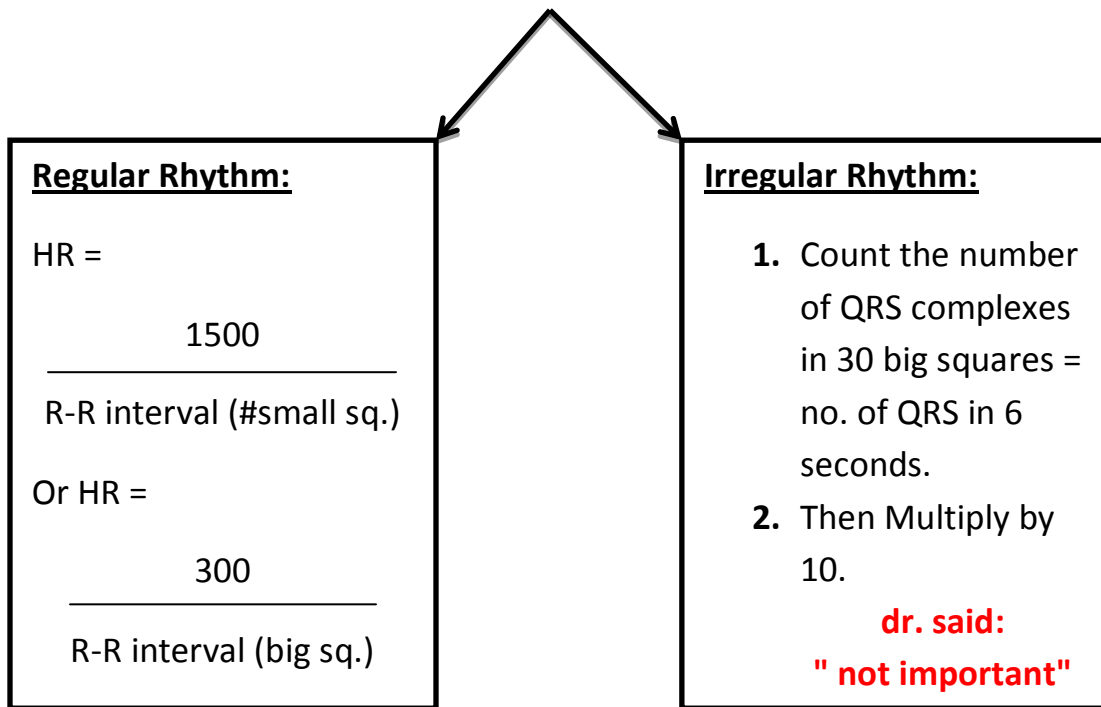 Regular Rhythm:
HR =
1500
R-R interval (#small sq.)
Or HR =
300
R-R interval (big sq.)
Irregular Rhythm:
1. Count the number
of QRS complexes
in 30 big squares =
no. of QRS in 6
seconds.
2. Then Multiply by
10.
dr. said:
" not important"